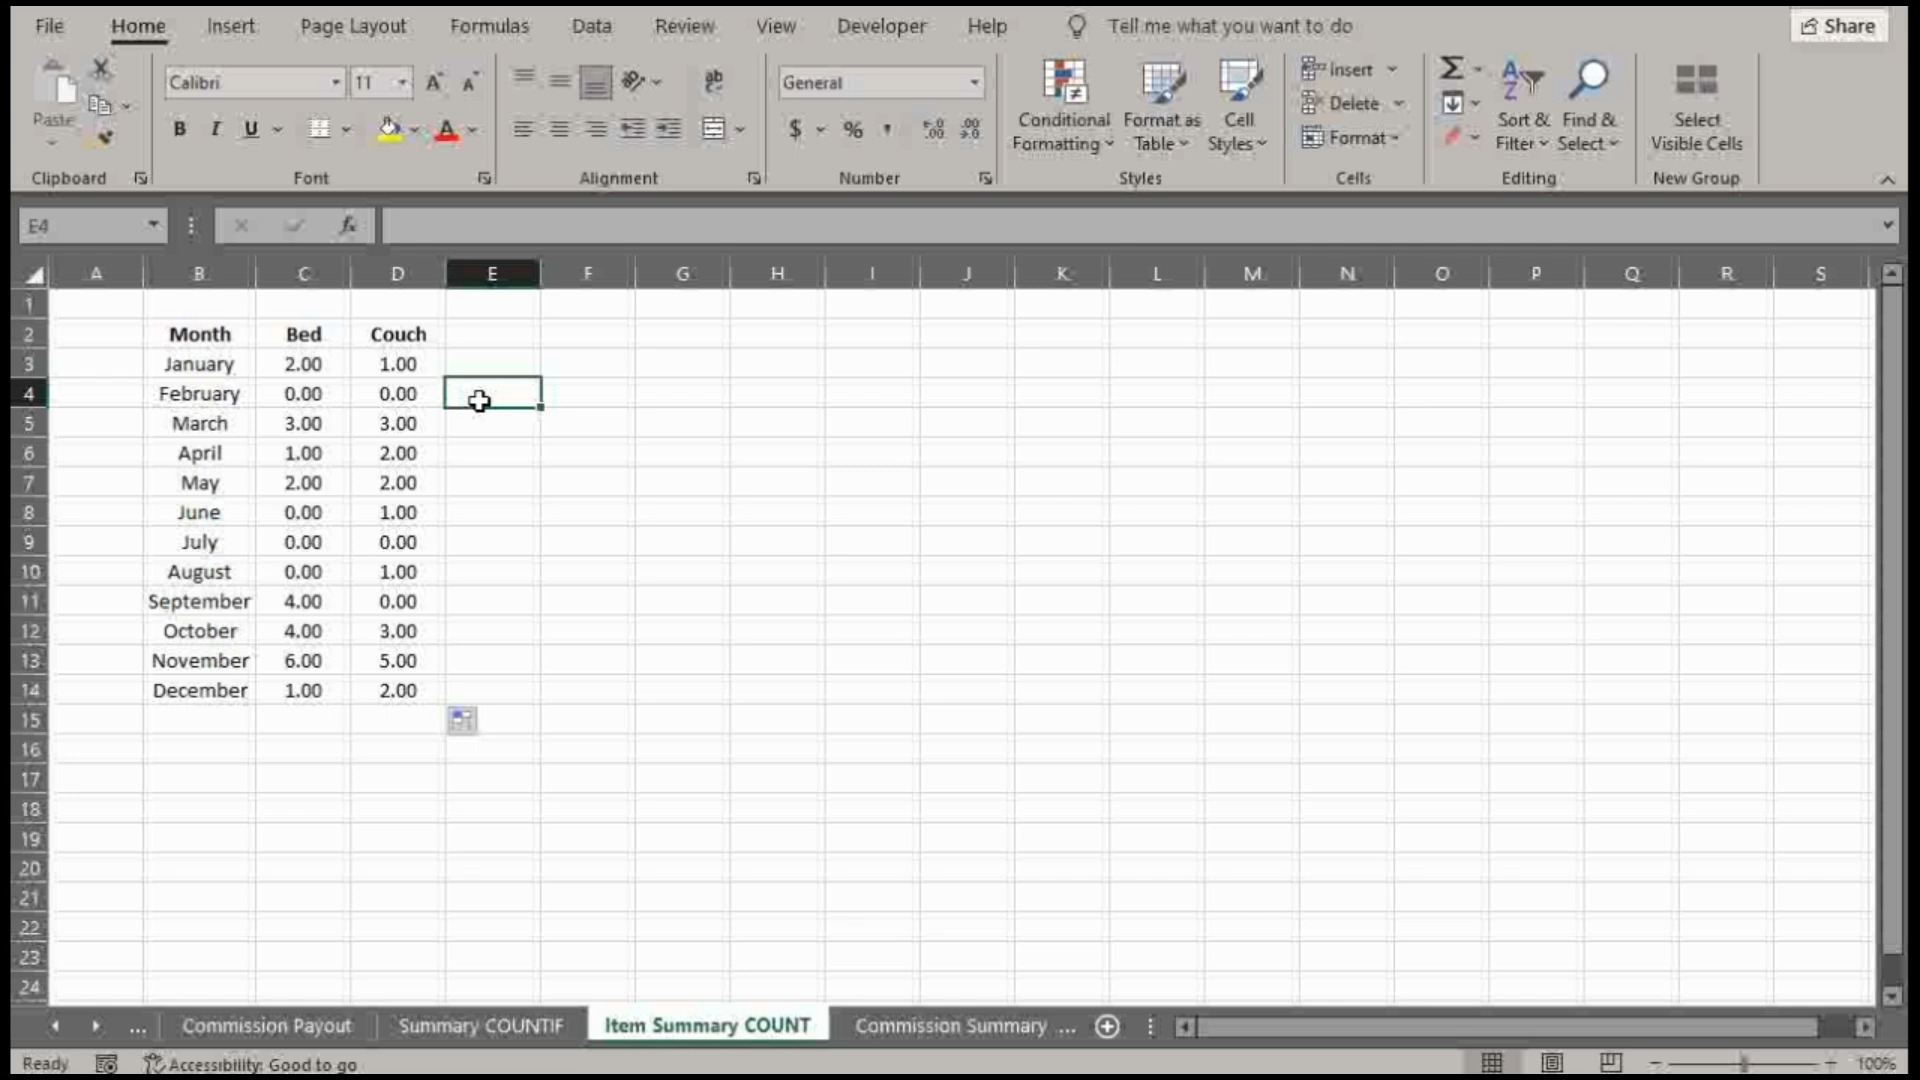 File Home Insert Page Layout Formulas Data Review View Developer Help Tell me what you want to do Share
Calibri 11 General
Paste
B I U $ % ,
Conditional Formatting
Format as Table
Cell Styles
Insert
Delete
Format
Sort & Filter
Find & Select
Select Visible Cells
Clipboard Font Alignment Number Styles Cells Editing New Group
E4 fx
A B C D E F G H I J K L M N O P Q R S
1
2 Month Bed Couch
3 January 2.00 1.00
4 February 0.00 0.00
5 March 3.00 3.00
6 April 1.00 2.00
7 May 2.00 2.00
8 June 0.00 1.00
9 July 0.00 0.00
10 August 0.00 1.00
11 September 4.00 0.00
12 October 4.00 3.00
13 November 6.00 5.00
14 December 1.00 2.00
15
16
17
18
19
20
21
22
23
24
... Commission Payout Summary COUNTIF Item Summary COUNT Commission Summary ...
Ready Accessibility: Good to go 100%